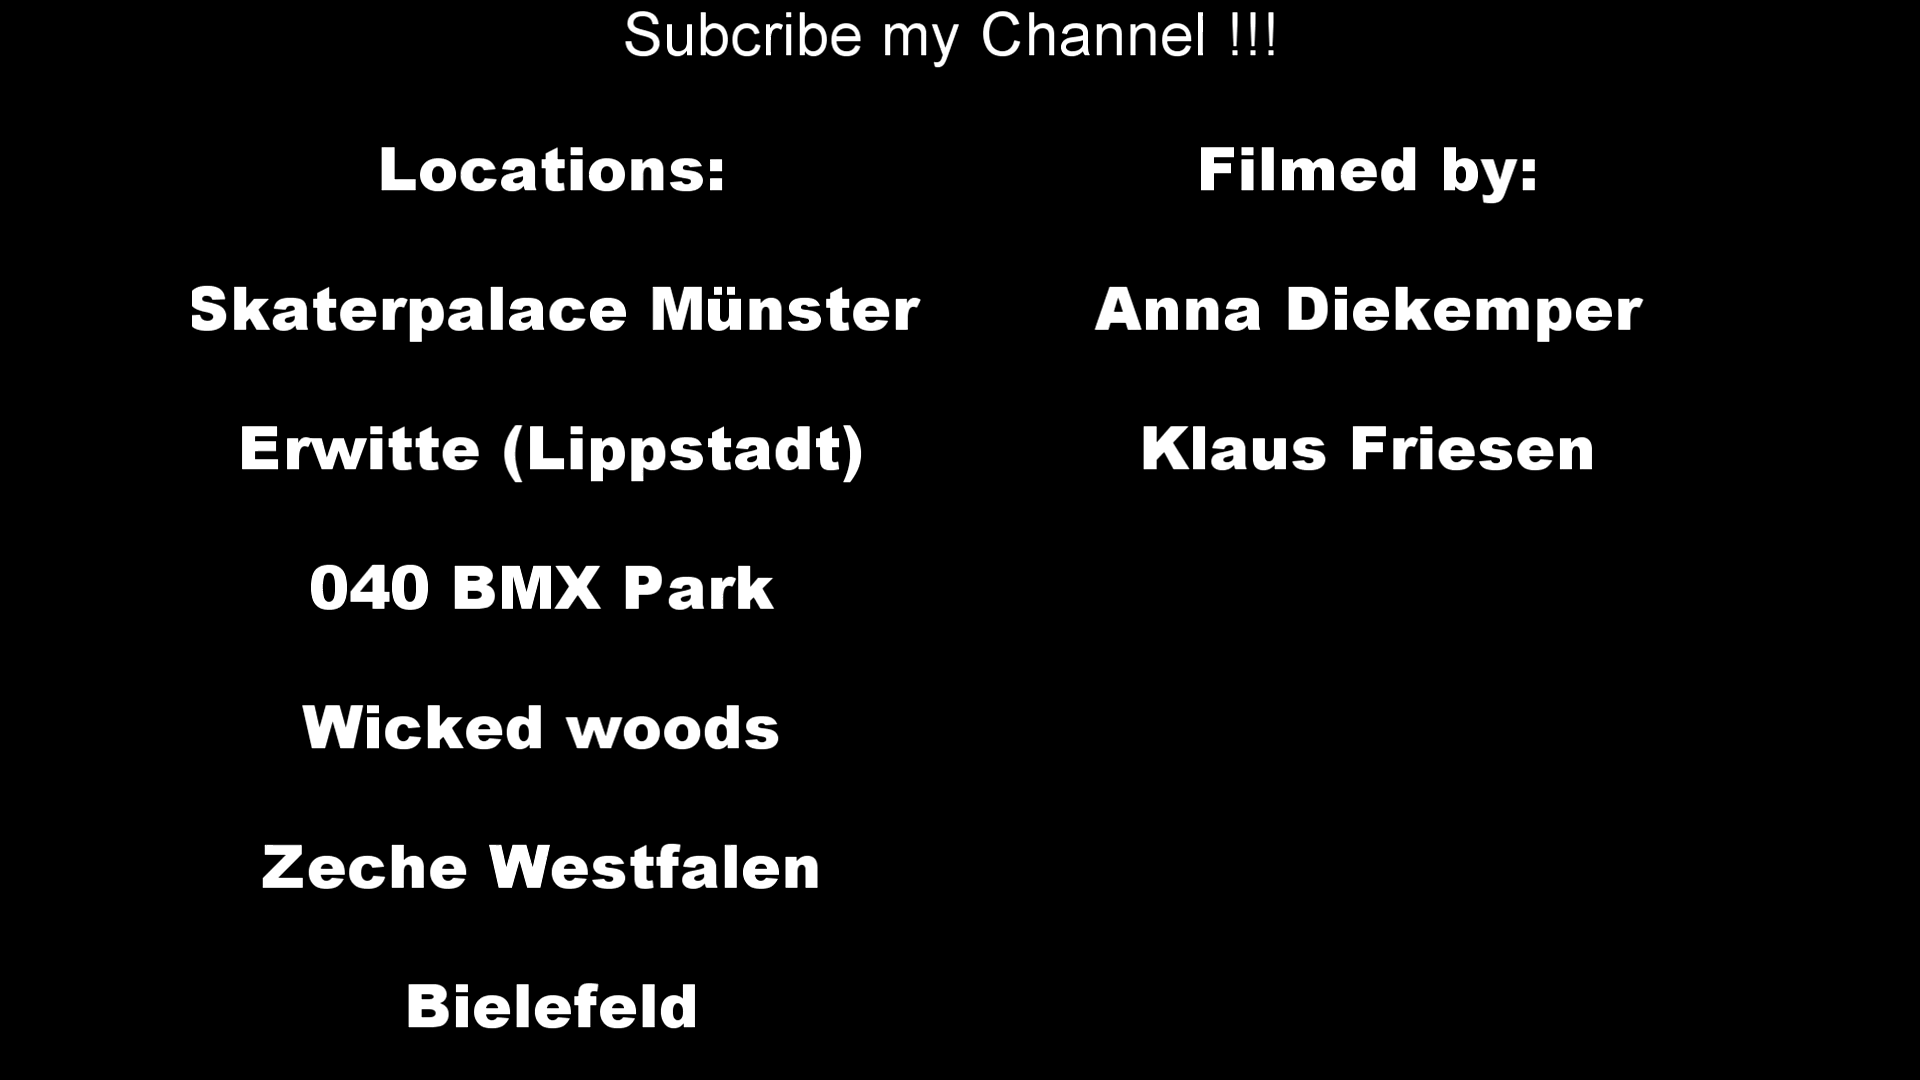 Subcribe my Channel !!!
Locations:
Skaterpalace Münster
Erwitte (Lippstadt)
040 BMX Park
Wicked woods
Zeche Westfalen
Bielefeld
Filmed by:
Anna Diekemper
Klaus Friesen